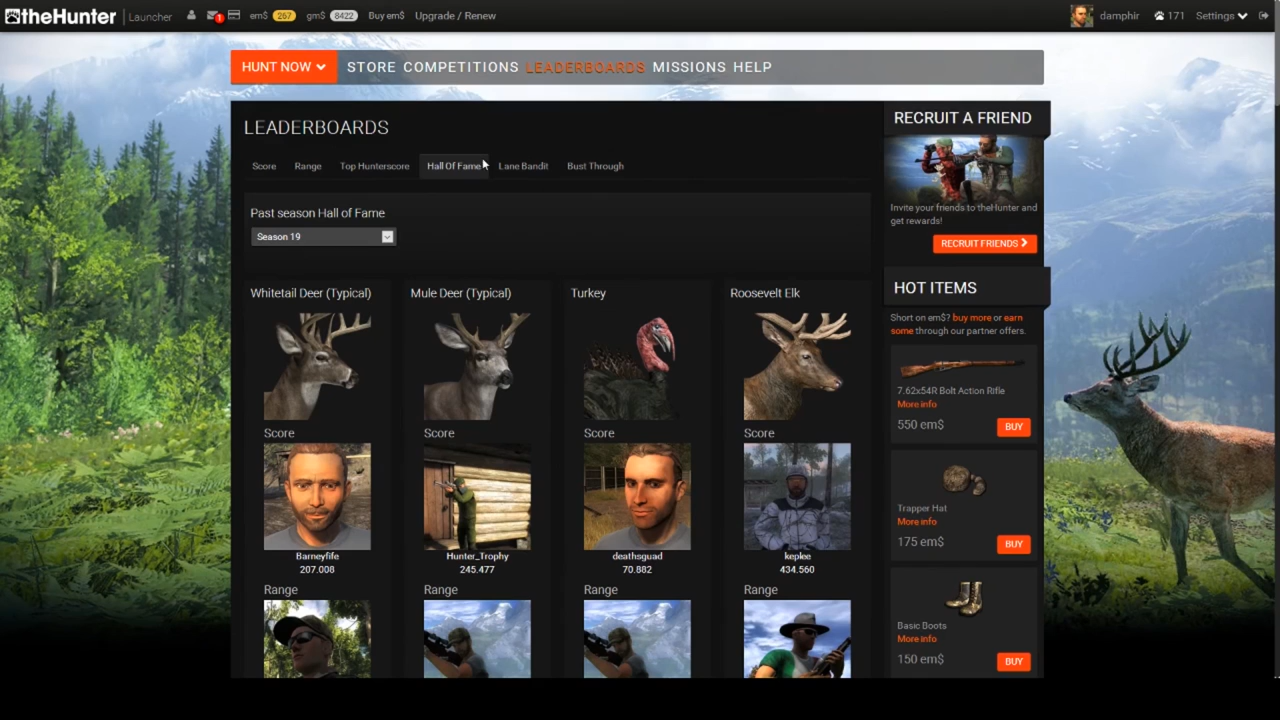 theHunter Launcher 1 em$ 267 gm$ 8422 Buy em$ Upgrade / Renew damphir 171 Settings
HUNT NOW STORE COMPETITIONS LEADERBOARDS MISSIONS HELP
LEADERBOARDS
Score Range Top Hunterscore Hall Of Fame Lane Bandit Bust Through
Past season Hall of Fame
Season 19
Whitetail Deer (Typical) Mule Deer (Typical) Turkey Roosevelt Elk
Score Score Score Score
Barneyfife Hunter_Trophy deathsguad keplee
207.008 245.477 70.882 434.560
Range Range Range Range
RECRUIT A FRIEND
Invite your friends to theHunter and
get rewards!
RECRUIT FRIENDS
HOT ITEMS
Short on em$? buy more or earn
some through our partner offers.
7.62x54R Bolt Action Rifle
More info
550 em$ BUY
Trapper Hat
More info
175 em$ BUY
Basic Boots
More info
150 em$ BUY